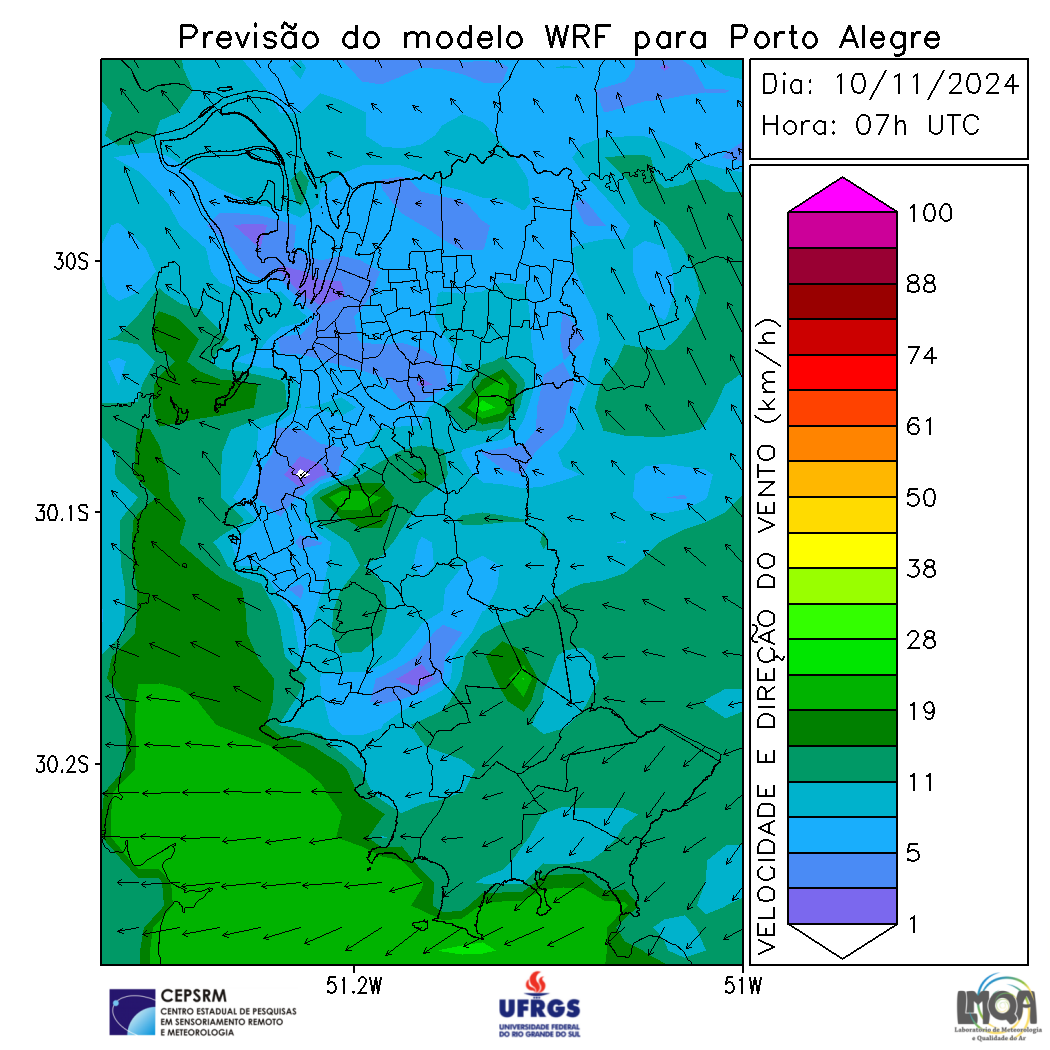 Previsão do modelo WRF para Porto Alegre
Dia: 10/11/2024
Hora: 07h UTC
30S
30.1S
30.2S
51.2W
51W
VELOCIDADE E DIREÇÃO DO VENTO (km/h)
100
88
74
61
50
38
28
19
11
5
1
CEPSRM
CENTRO ESTADUAL DE PESQUISAS
EM SENSORIAMENTO REMOTO
E METEOROLOGIA
UFRGS
UNIVERSIDADE FEDERAL
DO RIO GRANDE DO SUL
LMQA
Laboratório de Meteorologia
e Qualidade do Ar